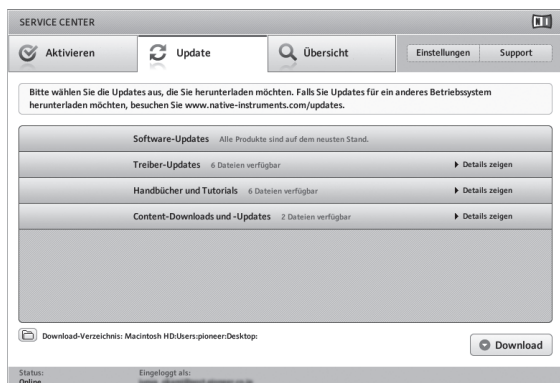 SERVICE CENTER
Aktivieren
Update
Übersicht
Einstellungen
Support
Bitte wählen Sie die Updates aus, die Sie herunterladen möchten. Falls Sie Updates für ein anderes Betriebssystem
herunterladen möchten, besuchen Sie www.native-instruments.com/updates.
Software-Updates Alle Produkte sind auf dem neusten Stand.
Treiber-Updates 6 Dateien verfügbar Details zeigen
Handbücher und Tutorials 6 Dateien verfügbar Details zeigen
Content-Downloads und -Updates 2 Dateien verfügbar Details zeigen
Download-Verzeichnis: Macintosh HD:Users:pioneer:Desktop:
Download
Status:
Eingeloggt als:
Online